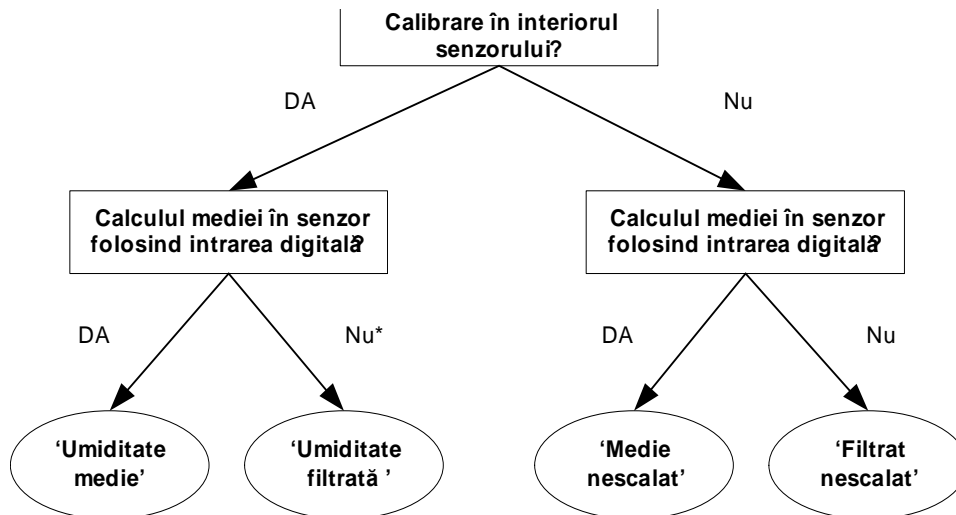 Calibrare în interiorul
senzorului?
DA
Nu
Calculul mediei în senzor
folosind intrarea digitală?
Calculul mediei în senzor
folosind intrarea digitală?
DA
Nu*
DA
Nu
‘Umiditate
medie’
‘Umiditate
filtrată ’
‘Medie
nescalat’
‘Filtrat
nescalat’